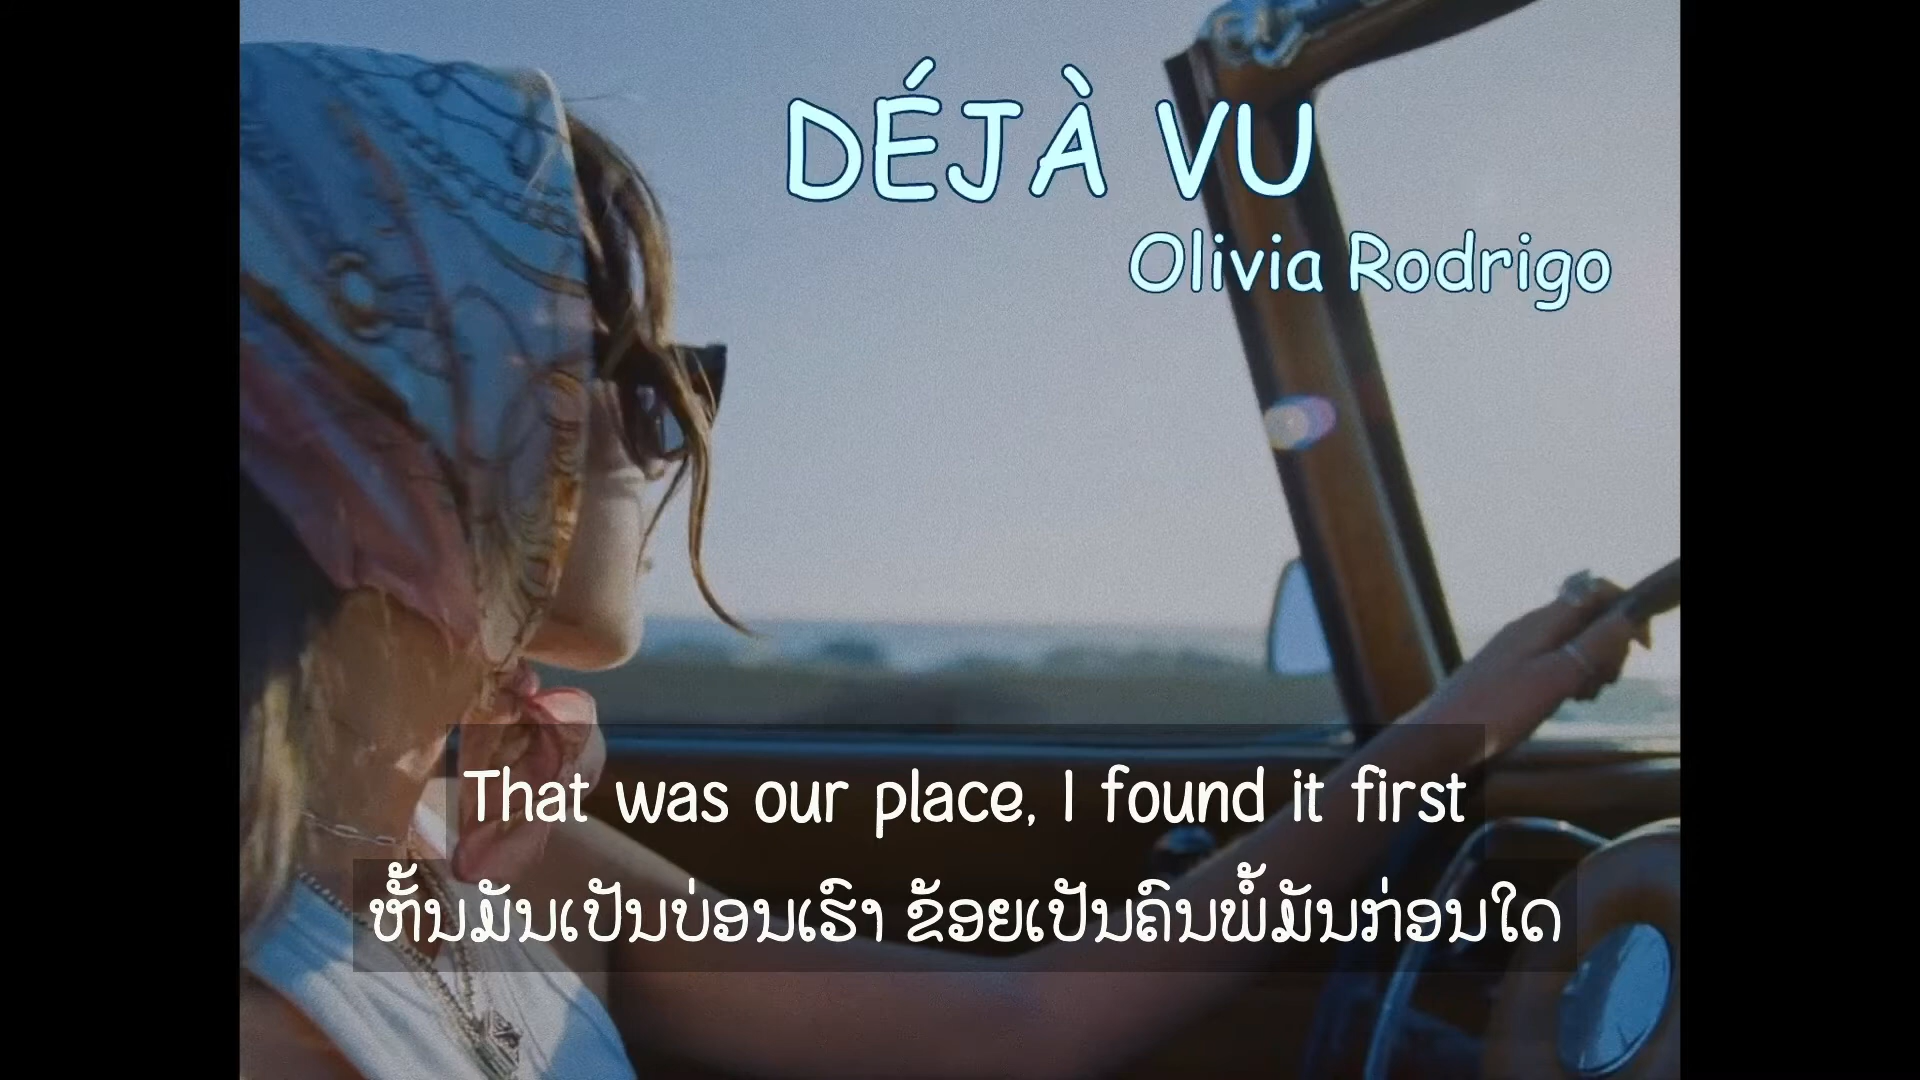 DÉJÀ VU
Olivia Rodrigo
That was our place, I found it first
ຫັ້ນມັນເປັນບ່ອນເຮົາ ຂ້ອຍເປັນຄົນພໍ້ມັນກ່ອນໃດ